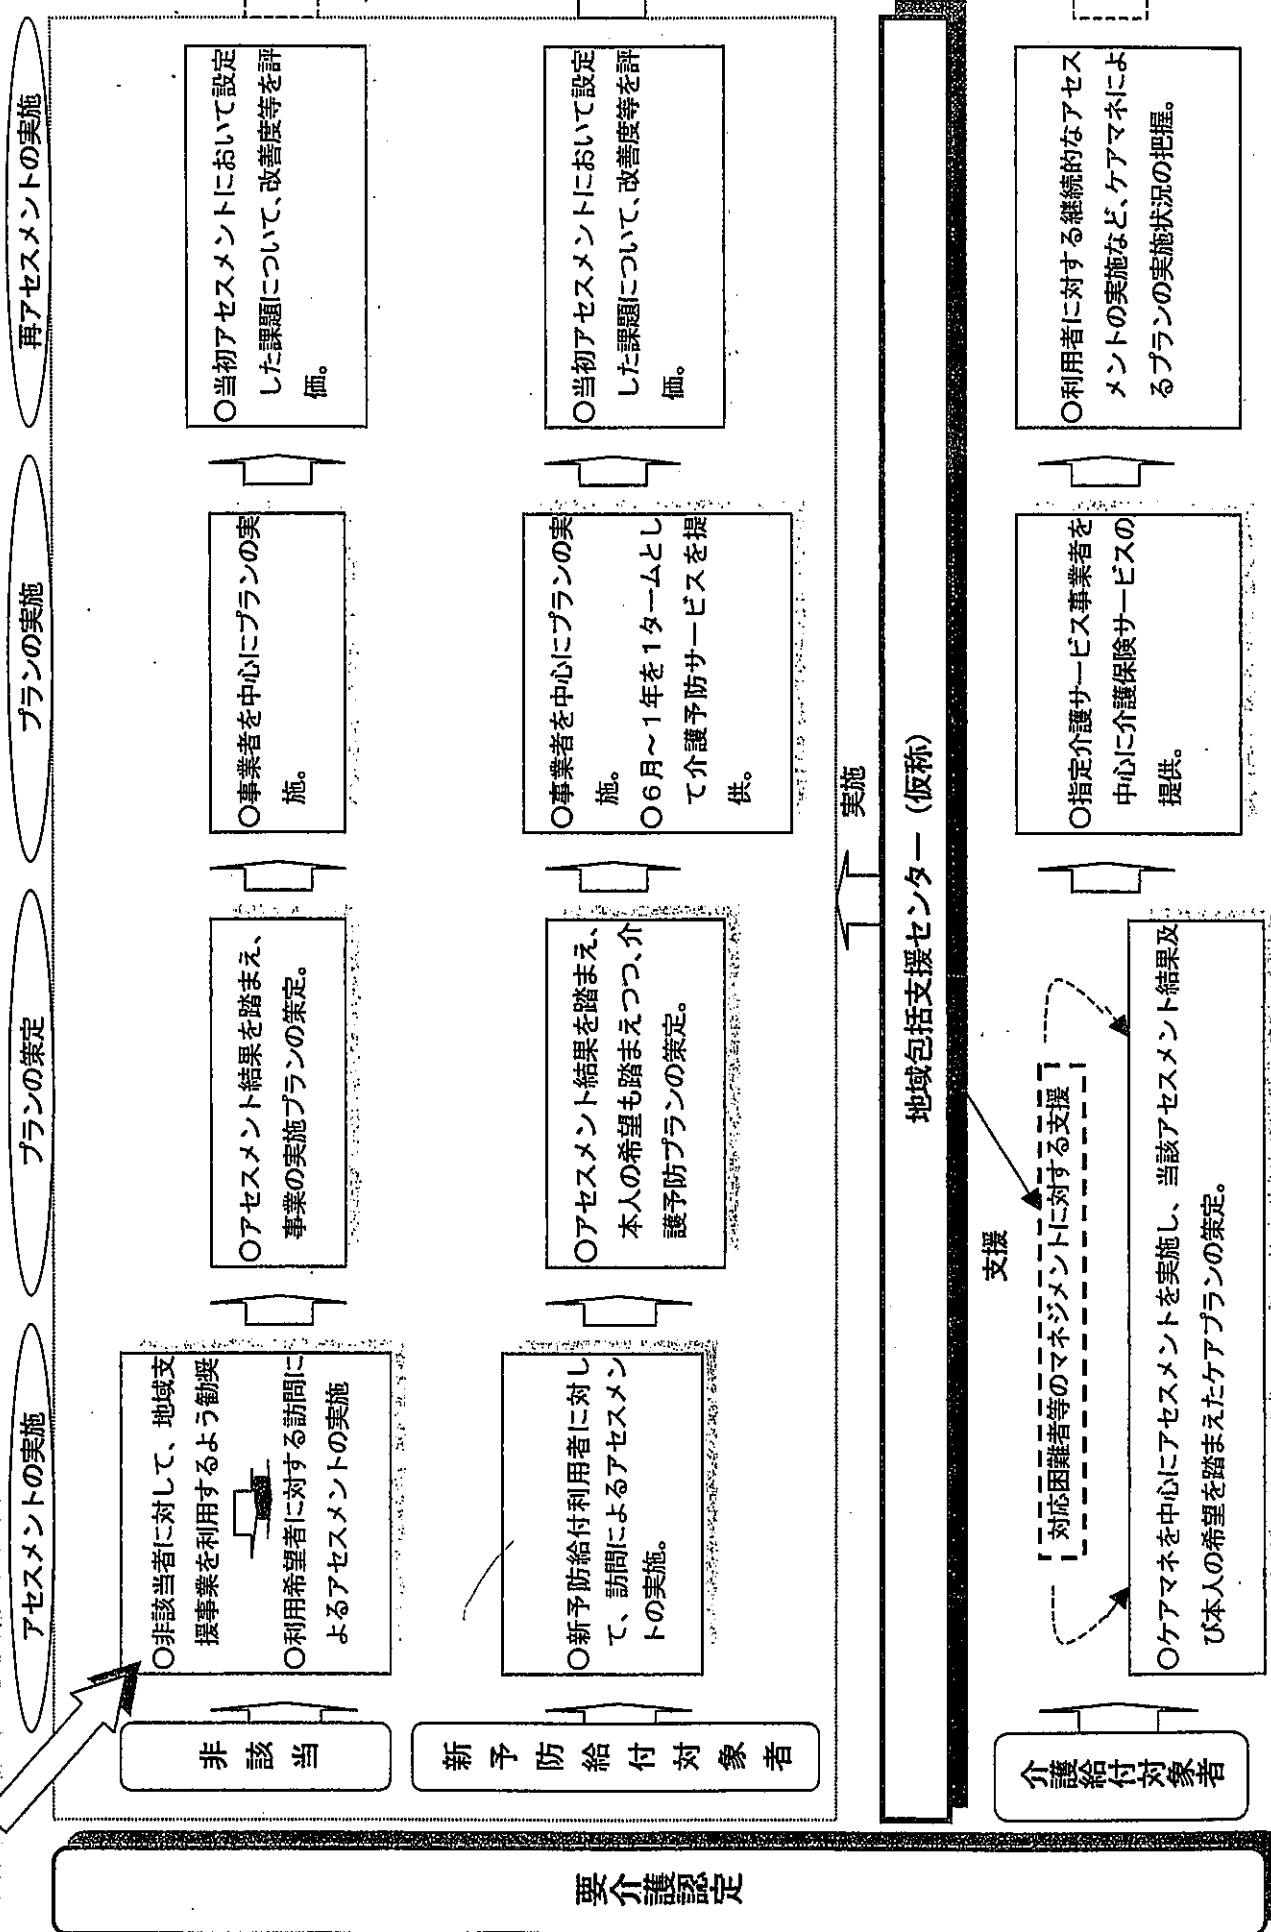 アセスメントの実施
プランの策定
プランの実施
再アセスメントの実施
要介護認定
非該当
○非該当者に対して、地域支
援事業を利用するよう勧奨
○利用希望者に対する訪問に
よるアセスメントの実施
○アセスメント結果を踏まえ、
事業の実施プランの策定。
○事業者を中心にプランの実
施。
○当初アセスメントにおいて設定
した課題について、改善度等を評
価。
新予防給付対象者
○新予防給付利用者に対し
て、訪問によるアセスメン
トの実施。
○アセスメント結果を踏まえ、
本人の希望も踏まえつつ、介
護予防プランの策定。
○事業者を中心にプランの実
施。
○6月~1年を1タームとし
て介護予防サービスを提
供。
○当初アセスメントにおいて設定
した課題について、改善度等を評
価。
実施
地域包括支援センター(仮称)
支援
対応困難者等のマネジメントに対する支援
介護給付対象者
○ケアマネを中心にアセスメントを実施し、当該アセスメント結果及
び本人の希望を踏まえたケアプランの策定。
○指定介護サービス事業者を
中心に介護保険サービスの
提供。
○利用者に対する継続的なアセス
メントの実施など、ケアマネによ
るプランの実施状況の把握。